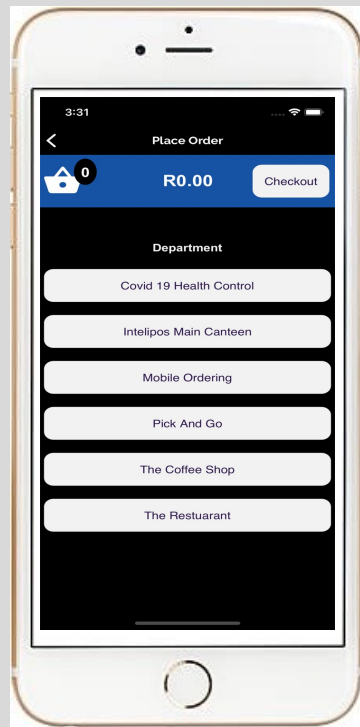 3:31
Place Order
0
R0.00
Checkout
Department
Covid 19 Health Control
Intelipos Main Canteen
Mobile Ordering
Pick And Go
The Coffee Shop
The Restuarant